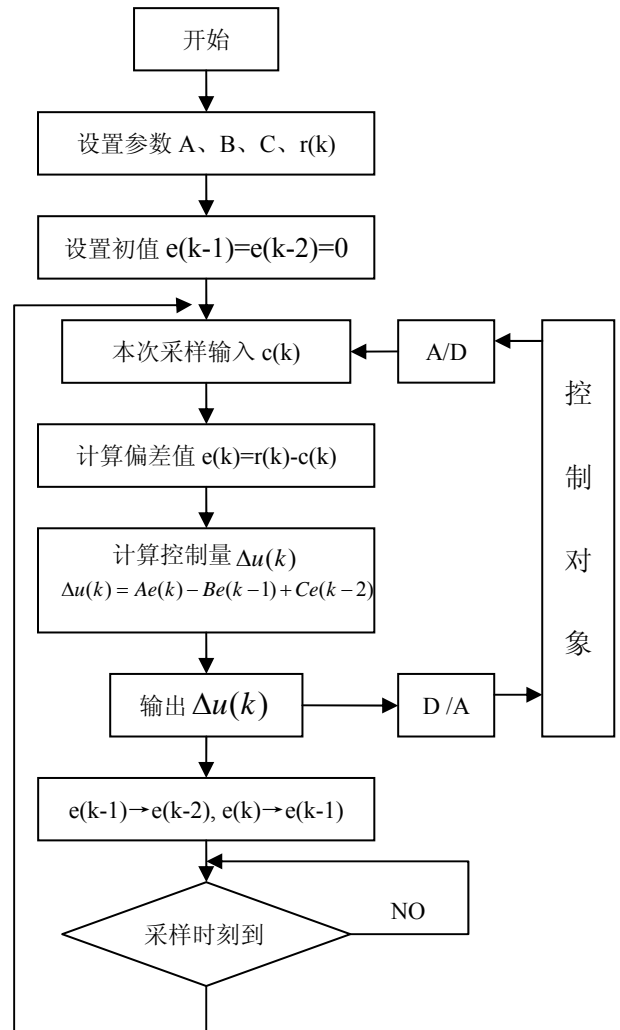 开始
设置参数 A、B、C、r(k)
设置初值 e(k-1)=e(k-2)=0
本次采样输入 c(k)
A/D
控
制
对
象
计算偏差值 e(k)=r(k)-c(k)
计算控制量 Δu(k)
Δu(k) = Ae(k) − Be(k −1) + Ce(k − 2)
输出 Δu(k)
D /A
e(k-1)→e(k-2), e(k)→e(k-1)
采样时刻到
NO